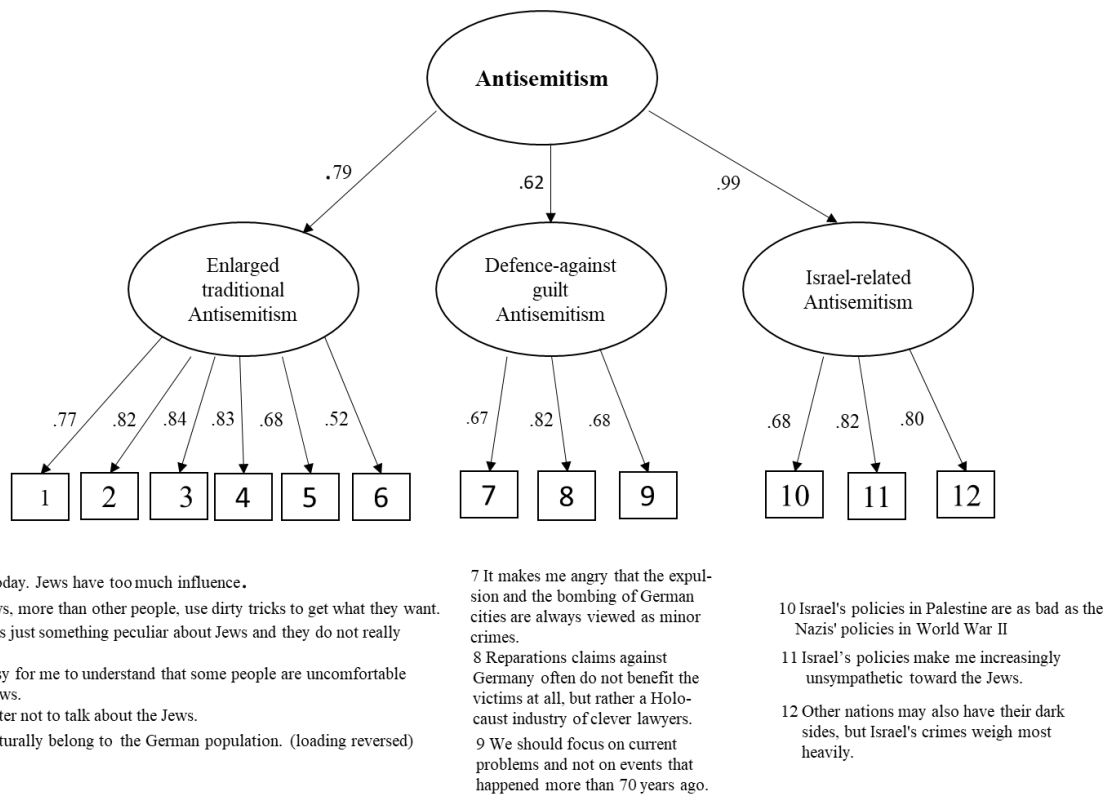 Antisemitism
.79
.62
.99
Enlarged
traditional
Antisemitism
Defence-against
guilt
Antisemitism
Israel-related
Antisemitism
.77
.82
.84
.83
.68
.52
.67
.82
.68
.68
.82
.80
1
2
3
4
5
6
7
8
9
10
11
12
Jews have too much influence.
more than other people, use dirty tricks to get what they want.
just something peculiar about Jews and they do not really
for me to understand that some people are uncomfortable
not to talk about the Jews.
belong to the German population. (loading reversed)
7 It makes me angry that the expul-
sion and the bombing of German
cities are always viewed as minor
crimes.
8 Reparations claims against
Germany often do not benefit the
victims at all, but rather a Holo-
caust industry of clever lawyers.
9 We should focus on current
problems and not on events that
happened more than 70 years ago.
10 Israel's policies in Palestine are as bad as the
Nazis' policies in World War II
11 Israel’s policies make me increasingly
unsympathetic toward the Jews.
12 Other nations may also have their dark
sides, but Israel's crimes weigh most
heavily.